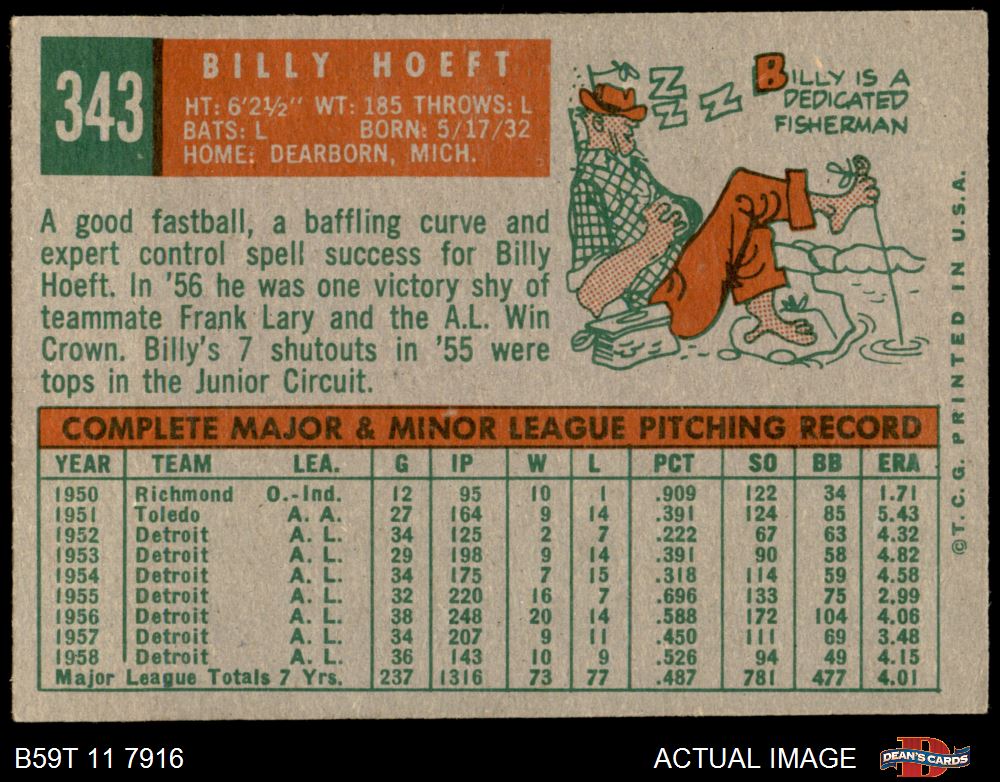 343
BILLY HOEFT
HT: 6'2½" WT: 185 THROWS: L
BATS: L BORN: 5/17/32
HOME: DEARBORN, MICH.
Z Z Z Z
BILLY IS A
DEDICATED
FISHERMAN
A good fastball, a baffling curve and
expert control spell success for Billy
Hoeft. In '56 he was one victory shy of
teammate Frank Lary and the A.L. Win
Crown. Billy's 7 shutouts in '55 were
tops in the Junior Circuit.
COMPLETE MAJOR & MINOR LEAGUE PITCHING RECORD
YEAR TEAM LEA. G IP W L PCT SO BB ERA
1950 Richmond O.-Ind. 12 95 10 1 .909 122 34 1.71
1951 Toledo A. A. 27 164 9 14 .391 124 85 5.43
1952 Detroit A. L. 34 125 2 7 .222 67 63 4.32
1953 Detroit A. L. 29 198 9 14 .391 90 58 4.82
1954 Detroit A. L. 34 175 7 15 .318 114 59 4.58
1955 Detroit A. L. 32 220 16 7 .696 133 75 2.99
1956 Detroit A. L. 38 248 20 14 .588 172 104 4.06
1957 Detroit A. L. 34 207 9 11 .450 111 69 3.48
1958 Detroit A. L. 36 143 10 9 .526 94 49 4.15
Major League Totals 7 Yrs. 237 1316 73 77 .487 781 477 4.01
©T. C. G. PRINTED IN U.S.A.
B59T 11 7916
ACTUAL IMAGE
D
DEAN'S CARDS